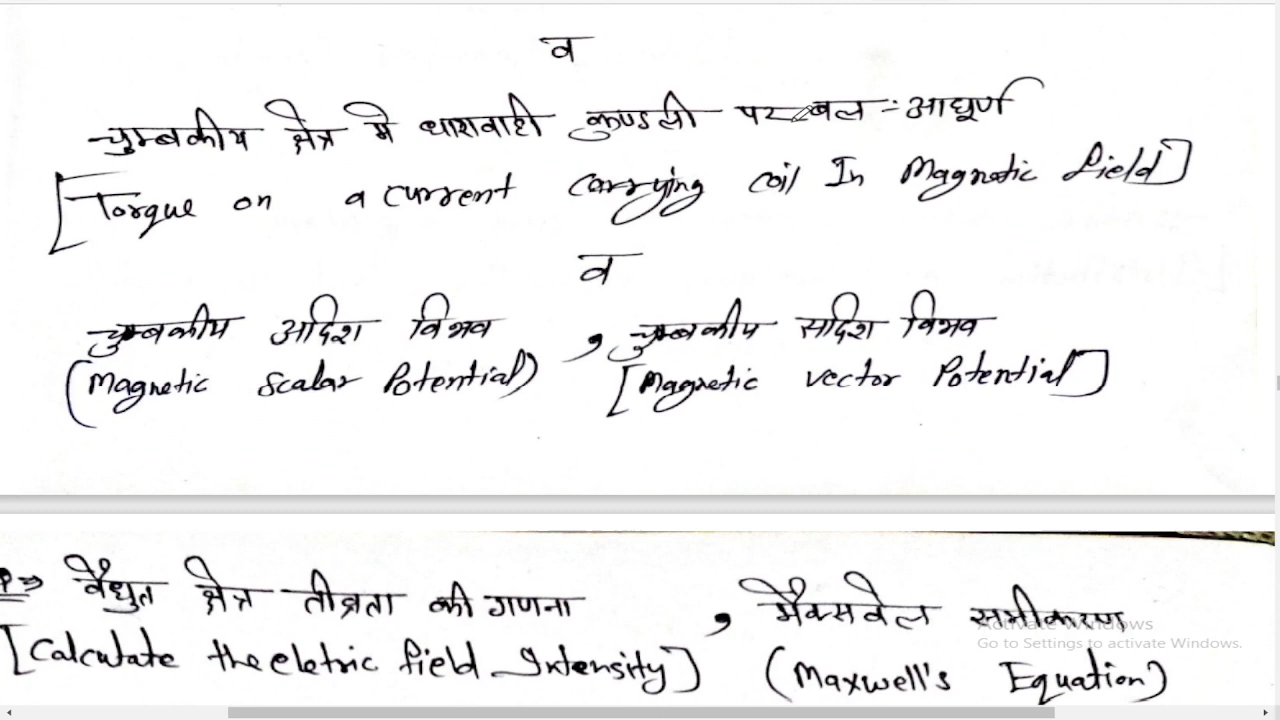 व
चुम्बकीय क्षेत्र मे धारावाही कुण्डली पर बल-आघूर्ण
[Torque on a current carrying coil In Magnetic field]
व
चुम्बकीय अदिश विभव , चुम्बकीय सदिश विभव
(Magnetic Scalar Potential) [Magnetic vector Potential]
वैधुत क्षेत्र तीव्रता की गणना , मैक्सवेल समीकरण
[Calculate the eletric field Intensity] (Maxwell's Equation)
Activate Windows
Go to Settings to activate Windows.